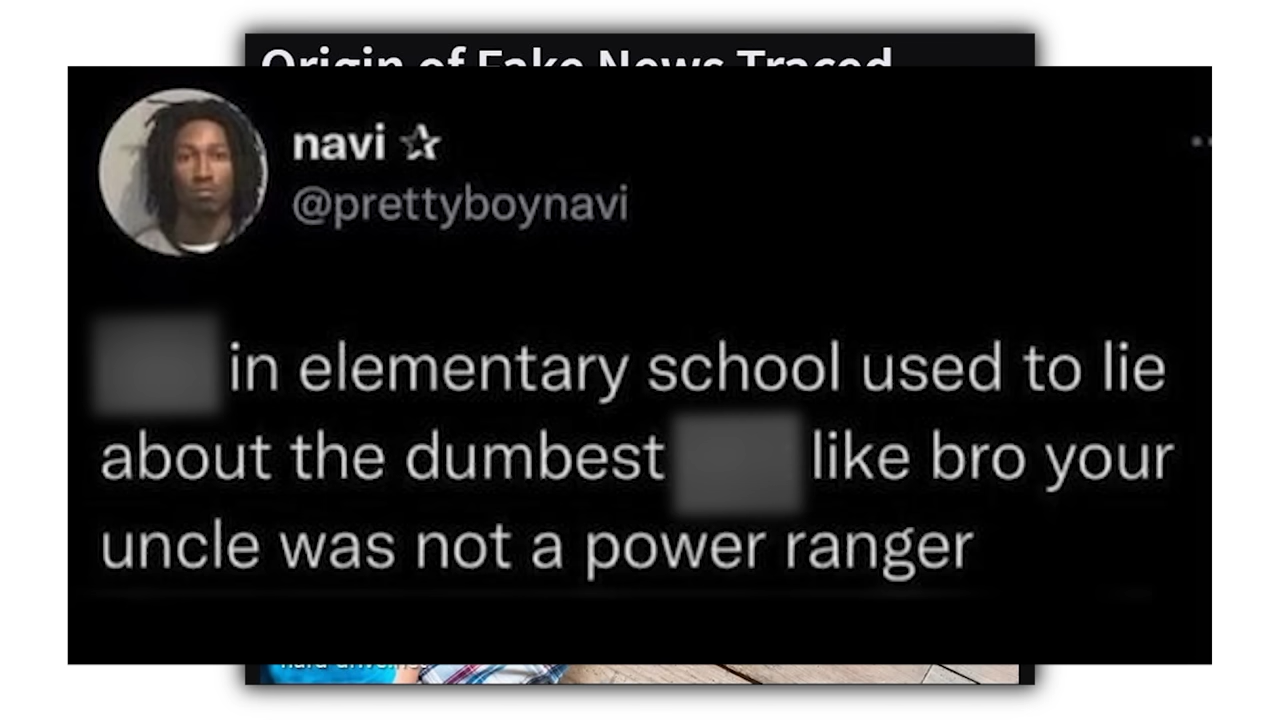 Origin of Fake News Traced
navi ☆
@prettyboynavi
in elementary school used to lie
about the dumbest like bro your
uncle was not a power ranger